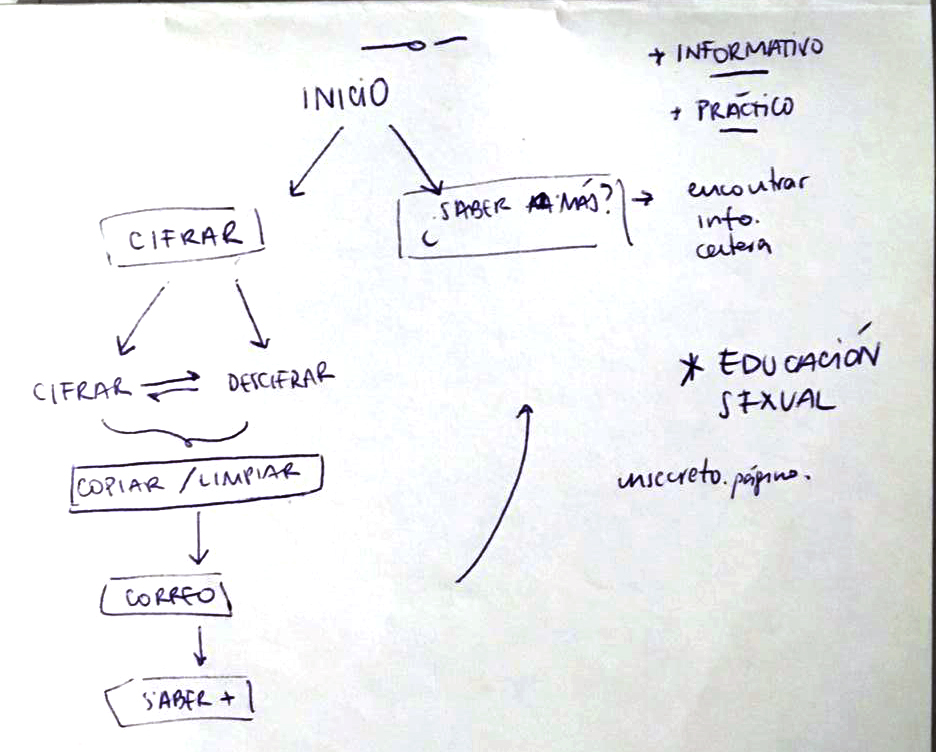 INICIO
+ INFORMATIVO
+ PRÁCTICO
CIFRAR
¿SABER MÁS?
encontrar
info.
certera
CIFRAR
DESCIFRAR
* EDUCACIÓN
SEXUAL
COPIAR / LIMPIAR
unsecreto.página.
CORREO
SABER +